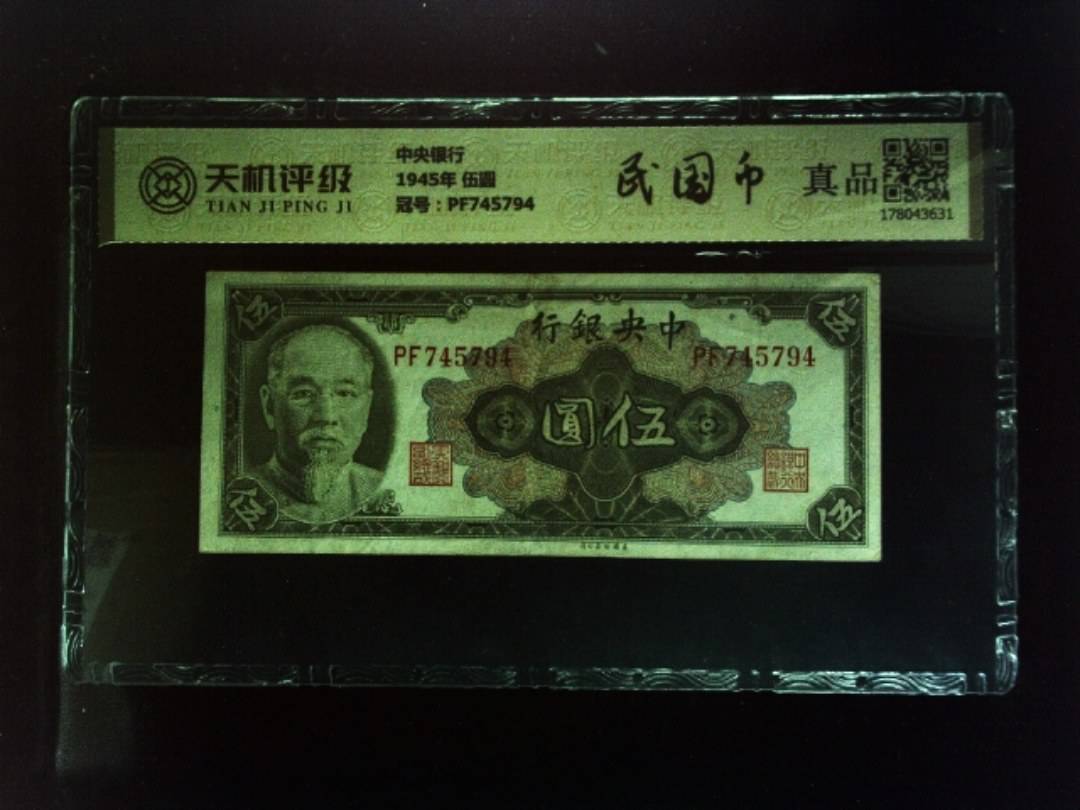 天机评级
TIAN JI PING JI
中央银行
1945年 伍圆
冠号：PF745794
民国币
真品
178043631
伍
伍
行銀央中
PF745794
PF745794
圓伍
伍
伍